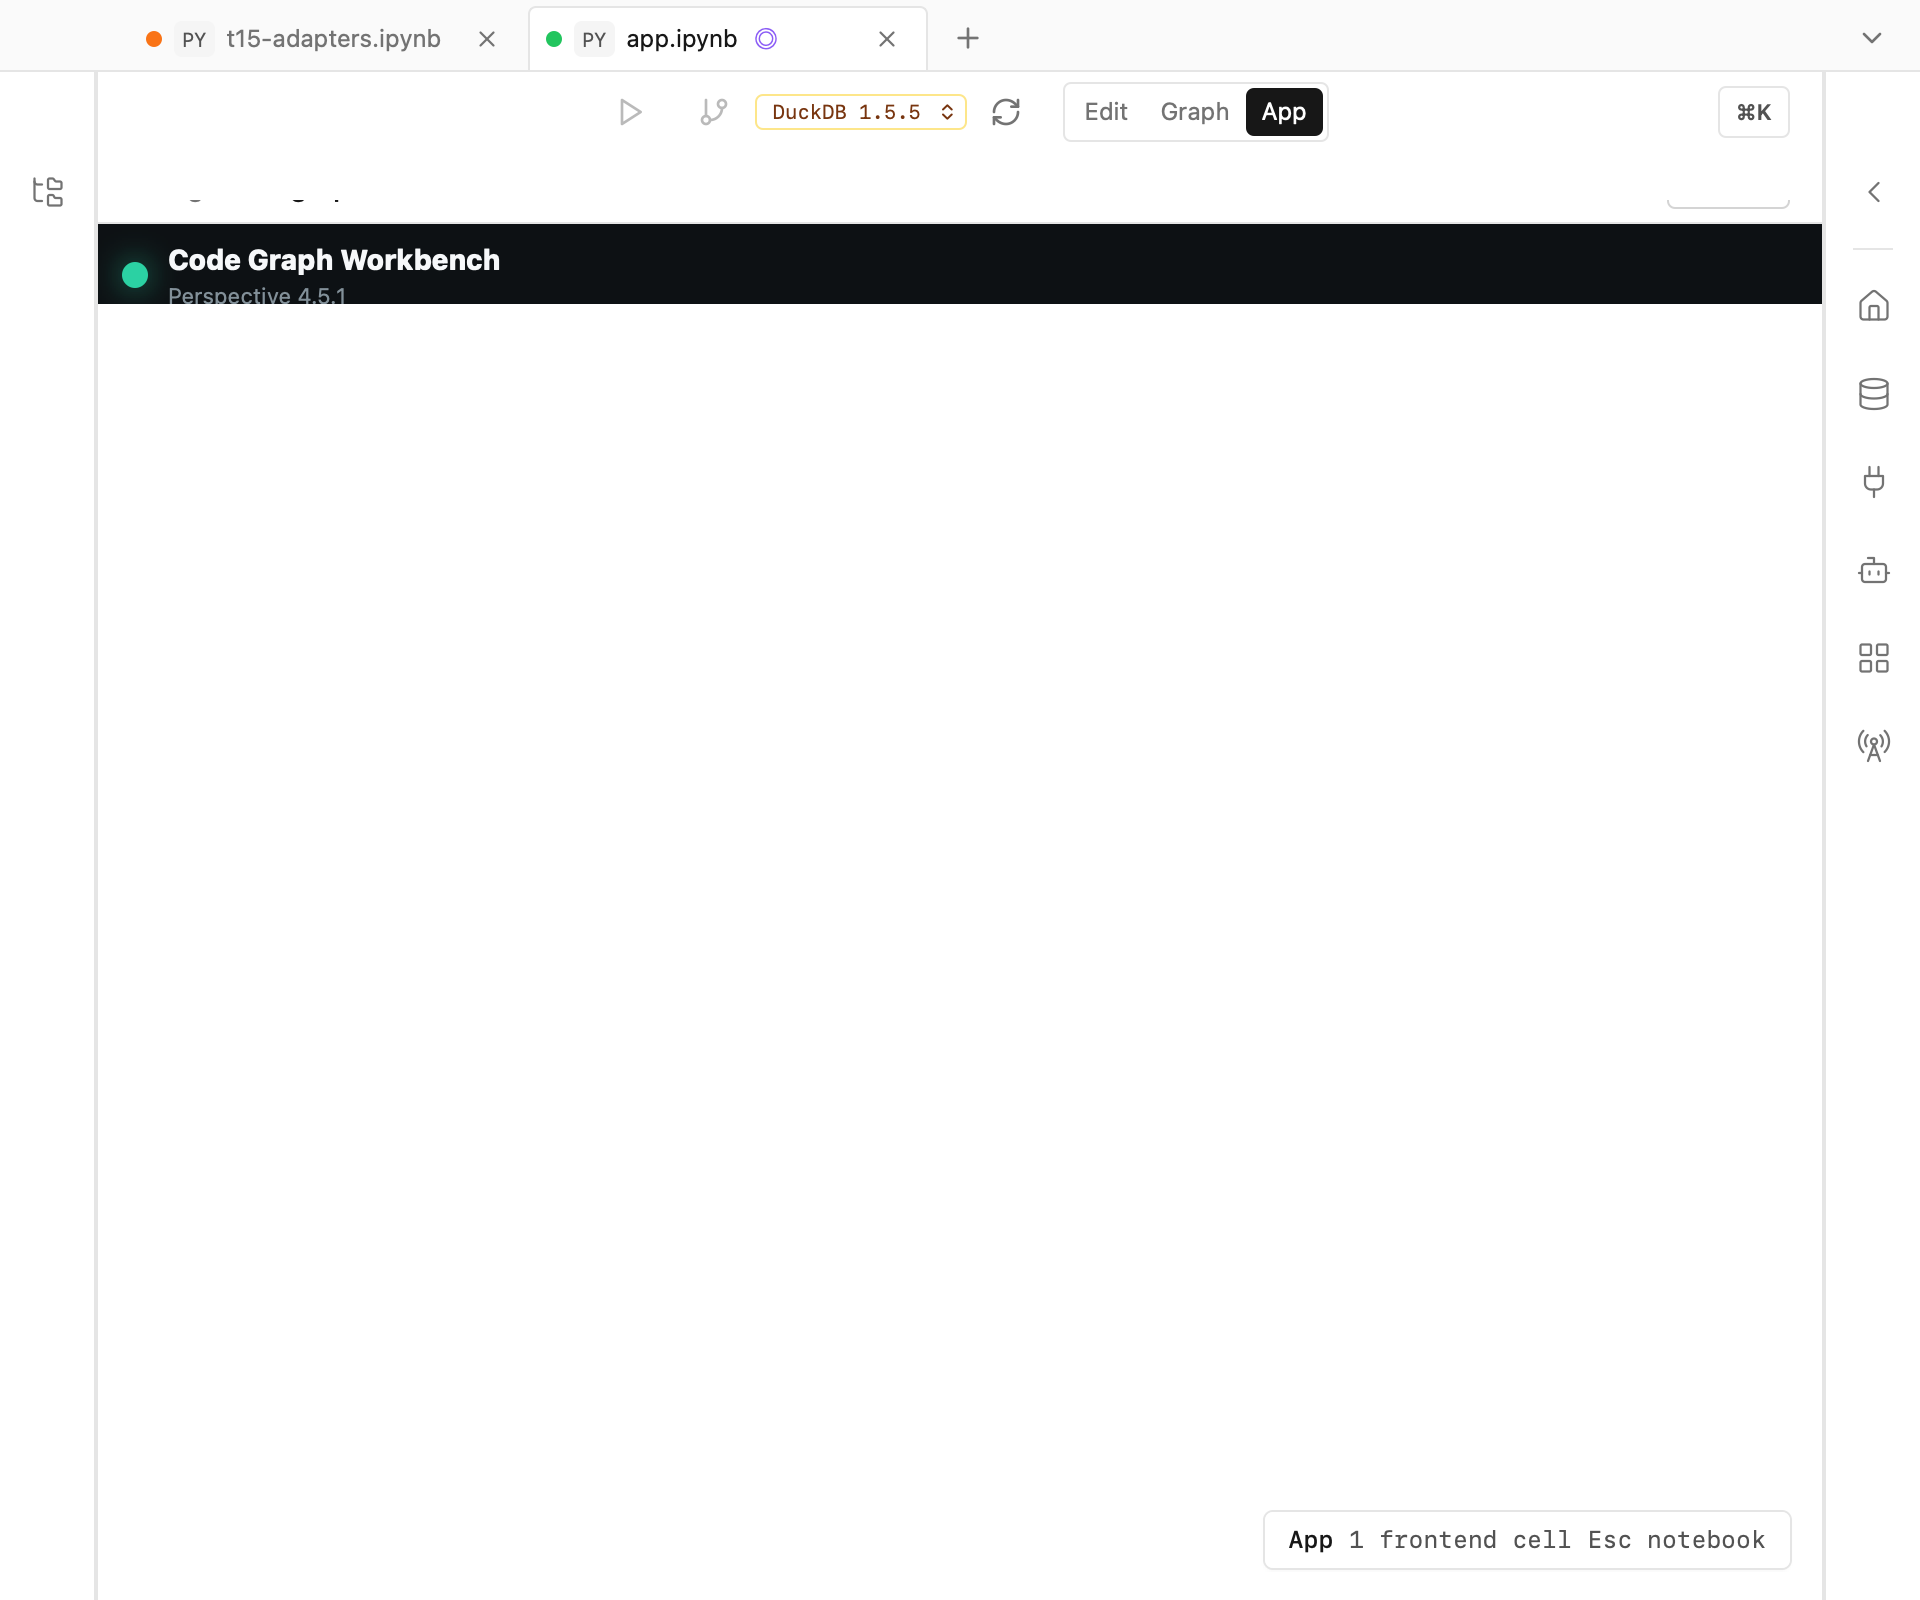 PY t15-adapters.ipynb
PY app.ipynb
DuckDB 1.5.5
Edit Graph App
⌘K
Code Graph Workbench
Perspective 4.5.1
App 1 frontend cell Esc notebook